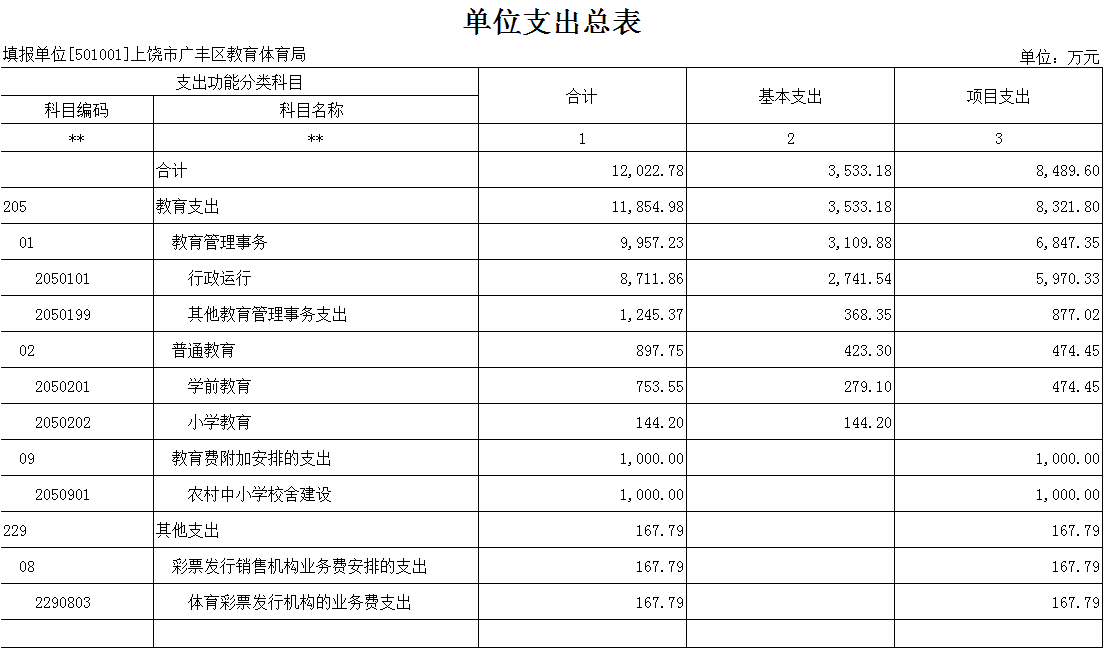 单位支出总表
填报单位[501001]上饶市广丰区教育体育局 单位：万元
支出功能分类科目 合计 基本支出 项目支出
科目编码 科目名称
** ** 1 2 3
合计 12,022.78 3,533.18 8,489.60
205 教育支出 11,854.98 3,533.18 8,321.80
01 教育管理事务 9,957.23 3,109.88 6,847.35
2050101 行政运行 8,711.86 2,741.54 5,970.33
2050199 其他教育管理事务支出 1,245.37 368.35 877.02
02 普通教育 897.75 423.30 474.45
2050201 学前教育 753.55 279.10 474.45
2050202 小学教育 144.20 144.20
09 教育费附加安排的支出 1,000.00 1,000.00
2050901 农村中小学校舍建设 1,000.00 1,000.00
229 其他支出 167.79 167.79
08 彩票发行销售机构业务费安排的支出 167.79 167.79
2290803 体育彩票发行机构的业务费支出 167.79 167.79